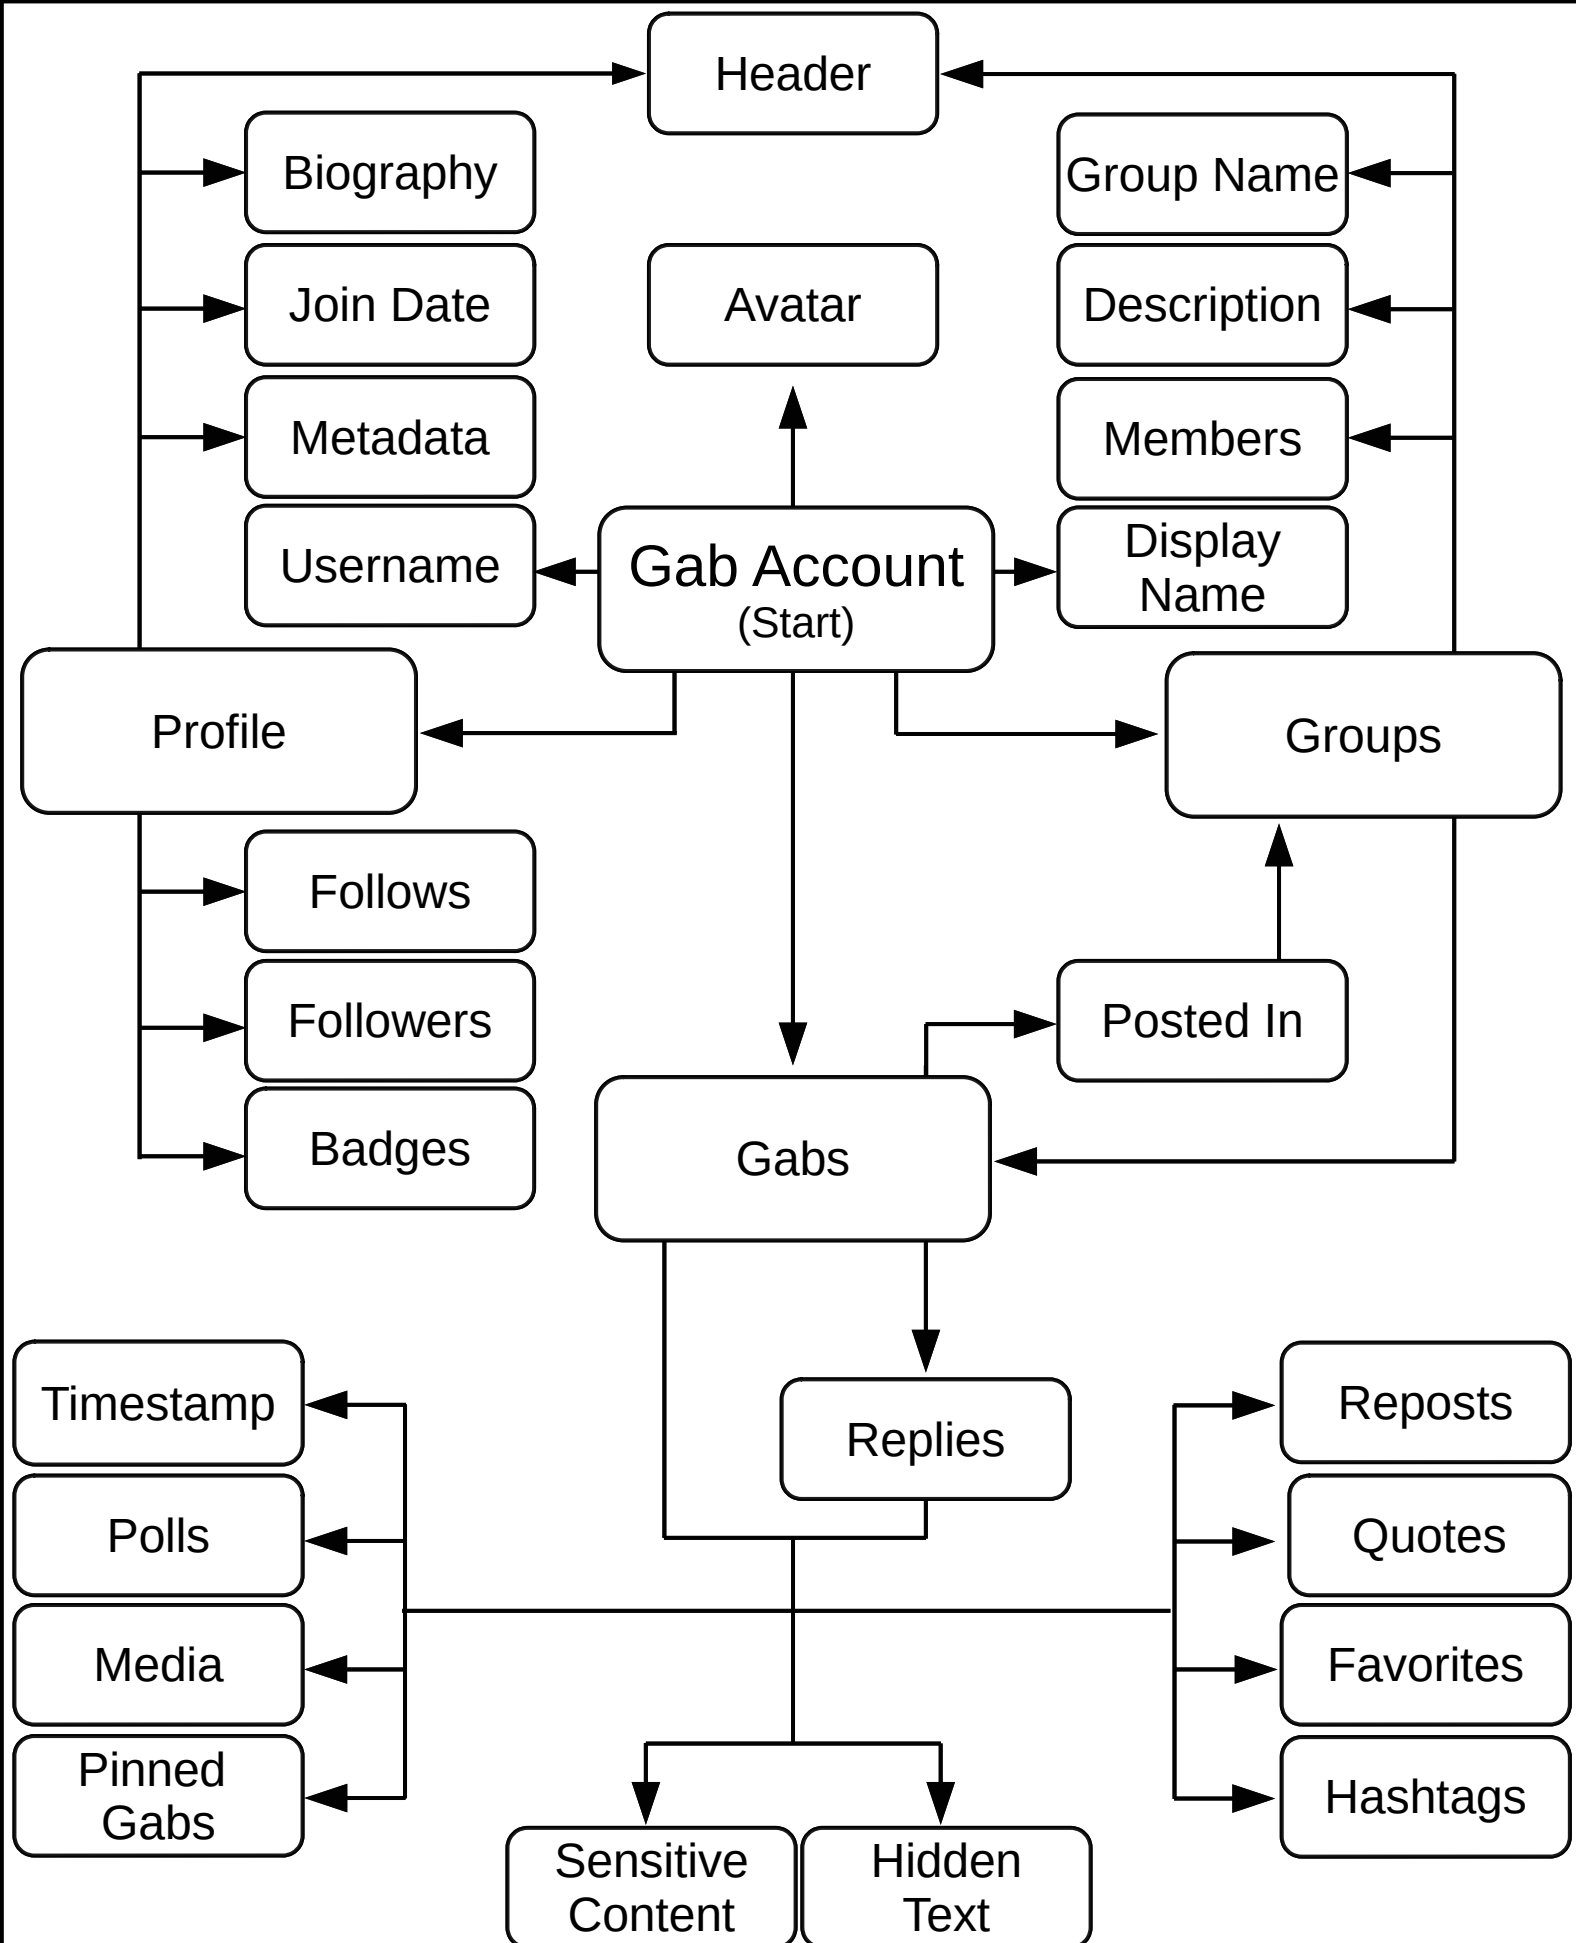 Header
Biography
Group Name
Join Date
Avatar
Description
Metadata
Members
Username
Gab Account
(Start)
Display
Name
Profile
Groups
Follows
Followers
Posted In
Badges
Gabs
Timestamp
Replies
Reposts
Polls
Quotes
Media
Favorites
Pinned
Gabs
Hashtags
Sensitive
Content
Hidden
Text